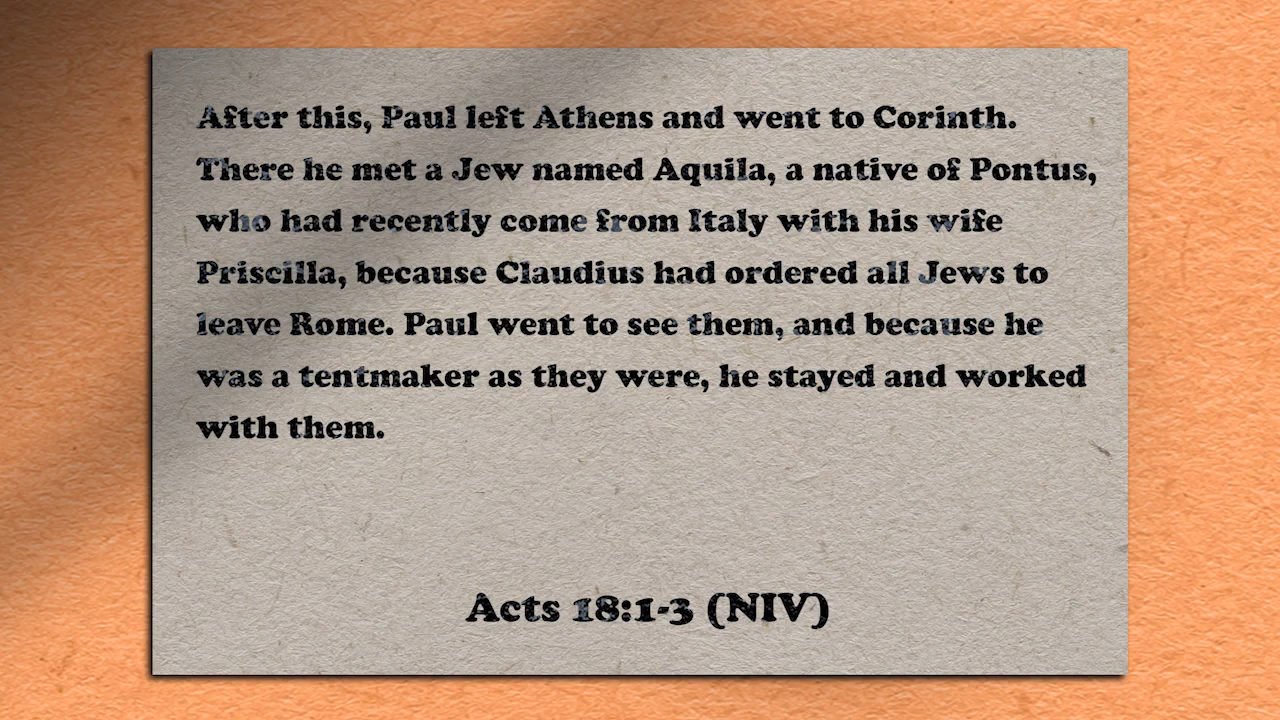 After this, Paul left Athens and went to Corinth.
There he met a Jew named Aquila, a native of Pontus,
who had recently come from Italy with his wife
Priscilla, because Claudius had ordered all Jews to
leave Rome. Paul went to see them, and because he
was a tentmaker as they were, he stayed and worked
with them.
Acts 18:1-3 (NIV)